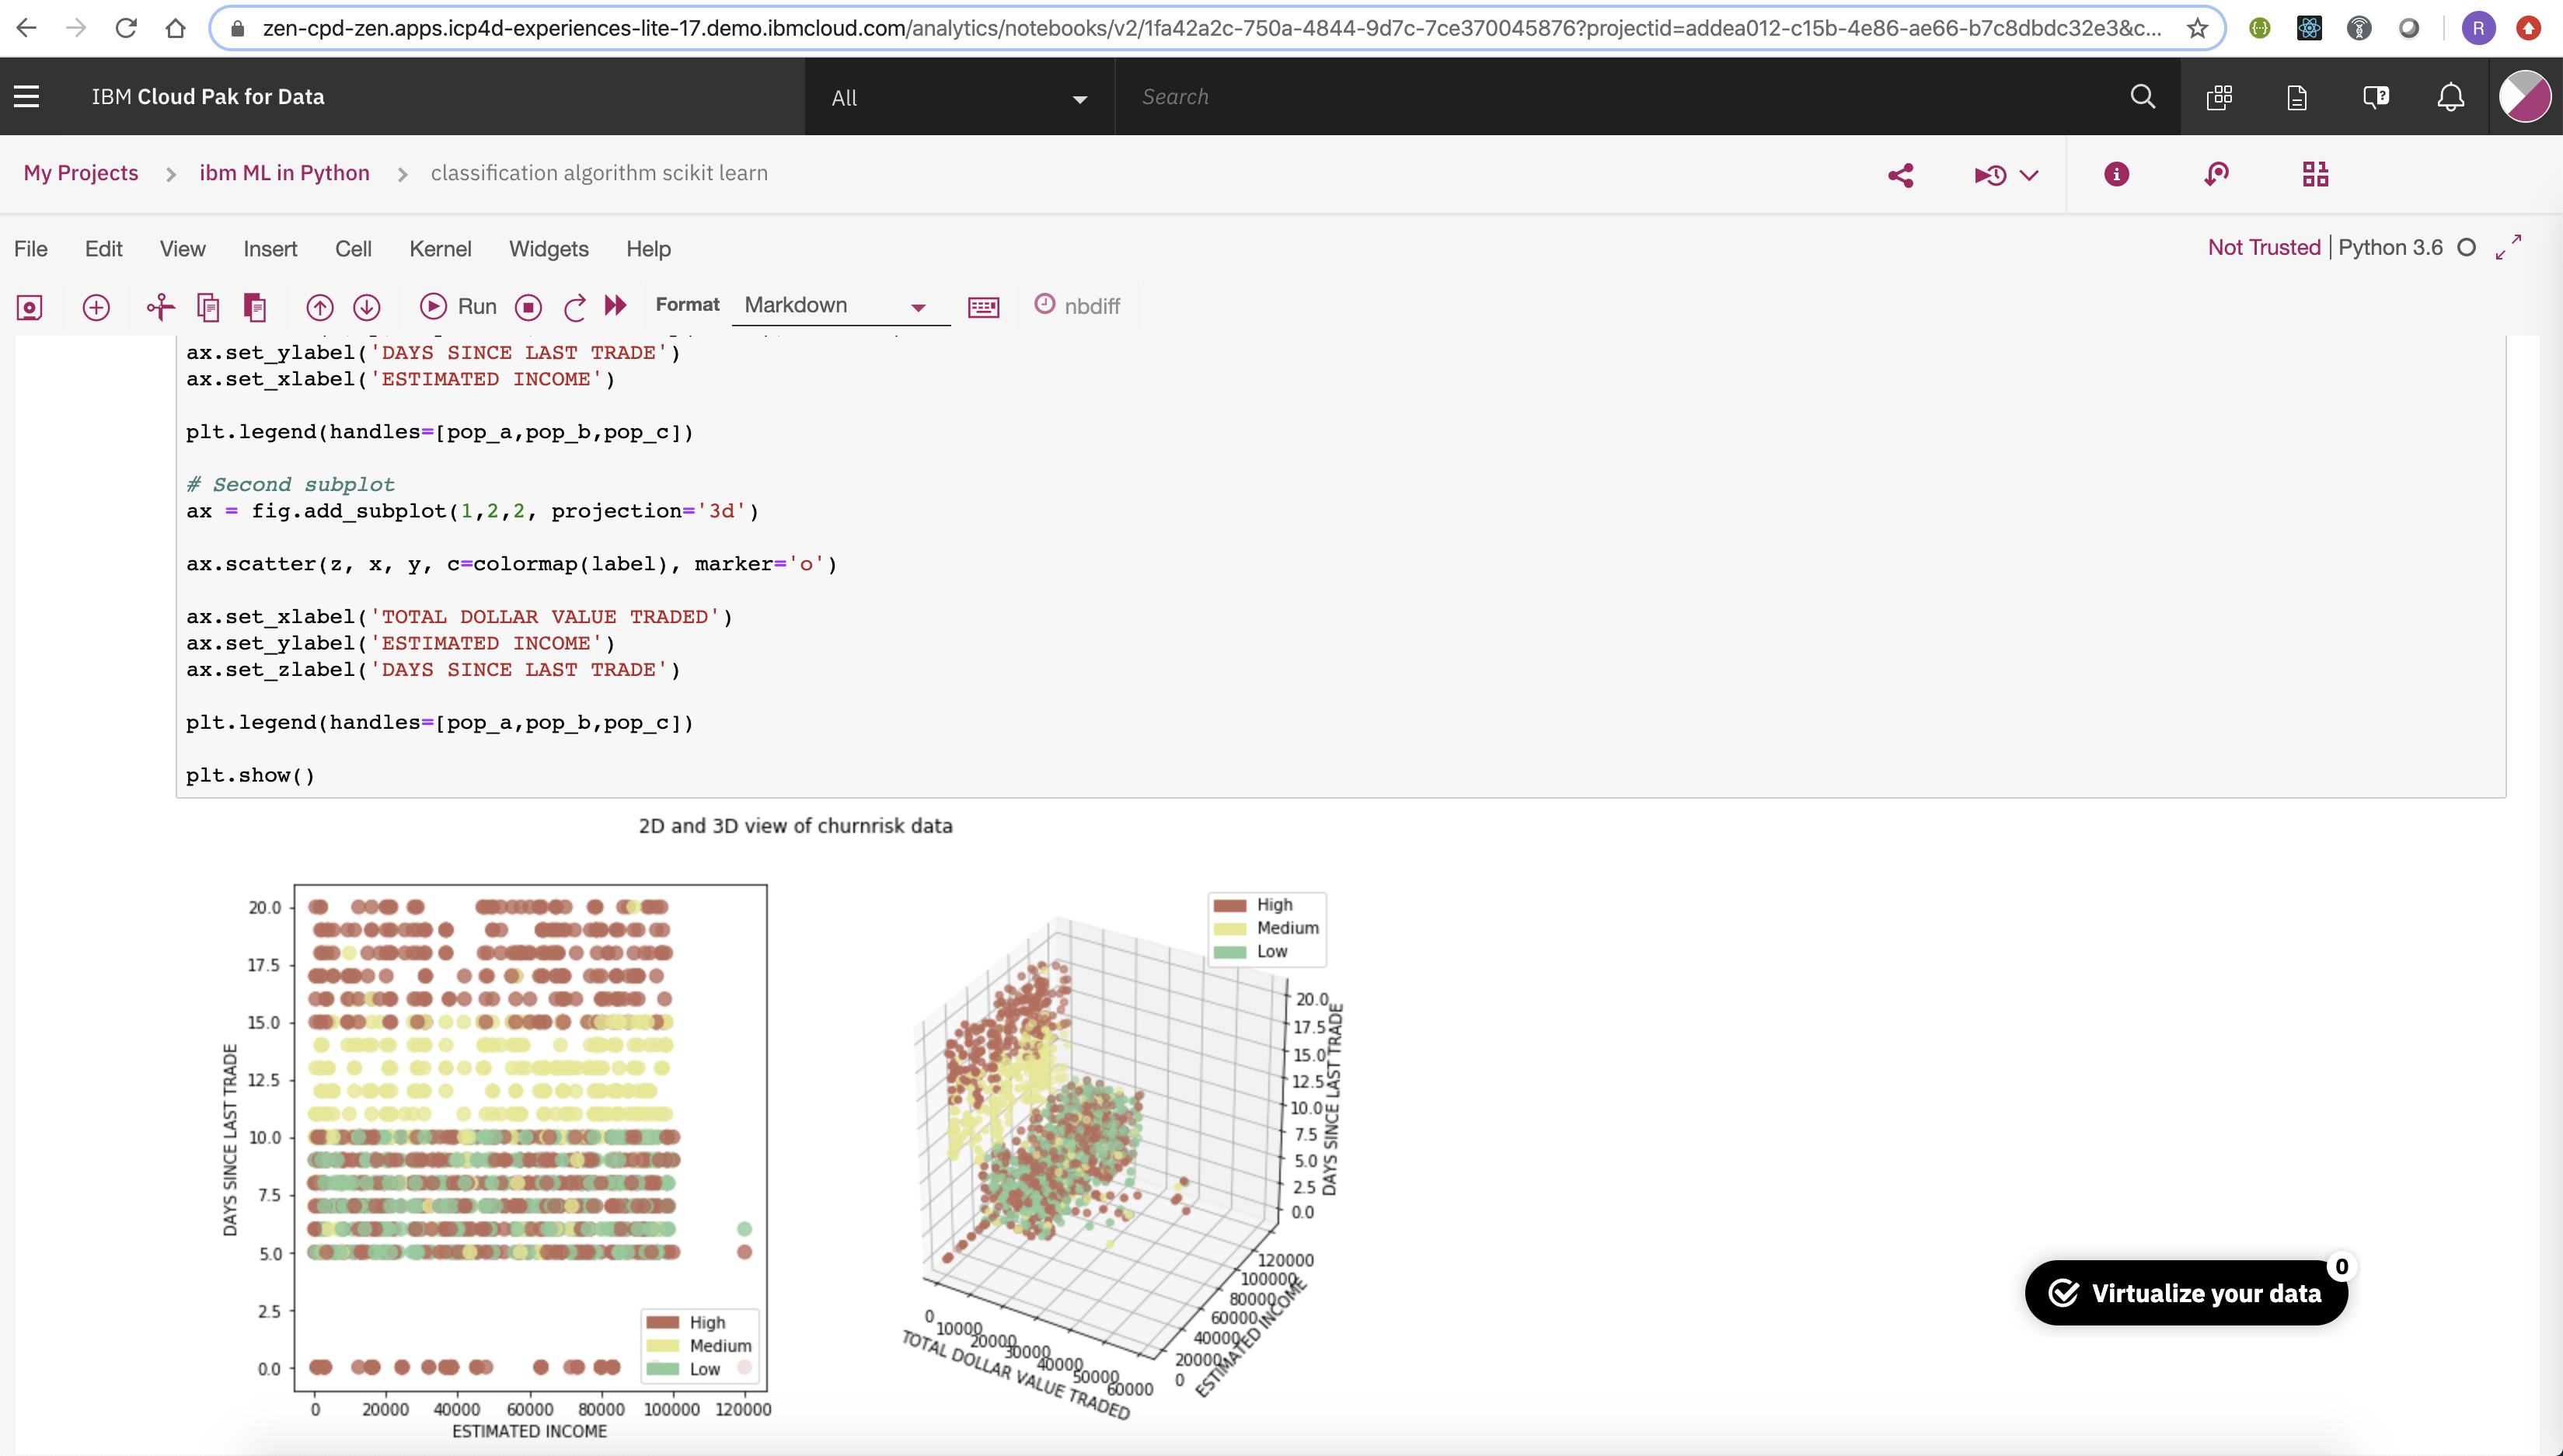 zen-cpd-zen.apps.icp4d-experiences-lite-17.demo.ibmcloud.com/analytics/notebooks/v2/1fa42a2c-750a-4844-9d7c-7ce370045876?projectid=addea012-c15b-4e86-ae66-b7c8dbdc32e3&c...
R
IBM Cloud Pak for Data
All
Search
My Projects > ibm ML in Python > classification algorithm scikit learn
File Edit View Insert Cell Kernel Widgets Help
Not Trusted | Python 3.6
Run
Format Markdown
nbdiff
ax.set_ylabel('DAYS SINCE LAST TRADE')
ax.set_xlabel('ESTIMATED INCOME')
plt.legend(handles=[pop_a,pop_b,pop_c])
# Second subplot
ax = fig.add_subplot(1,2,2, projection='3d')
ax.scatter(z, x, y, c=colormap(label), marker='o')
ax.set_xlabel('TOTAL DOLLAR VALUE TRADED')
ax.set_ylabel('ESTIMATED INCOME')
ax.set_zlabel('DAYS SINCE LAST TRADE')
plt.legend(handles=[pop_a,pop_b,pop_c])
plt.show()
2D and 3D view of churnrisk data
20.0
17.5
15.0
12.5
10.0
7.5
5.0
2.5
0.0
DAYS SINCE LAST TRADE
High
Medium
Low
0 20000 40000 60000 80000 100000 120000
ESTIMATED INCOME
High
Medium
Low
20.0
17.5
15.0
12.5
10.0
7.5
5.0
2.5
0.0
DAYS SINCE LAST TRADE
120000
100000
80000
60000
40000
20000
0
ESTIMATED INCOME
0
10000
20000
30000
40000
50000
60000
TOTAL DOLLAR VALUE TRADED
0
Virtualize your data